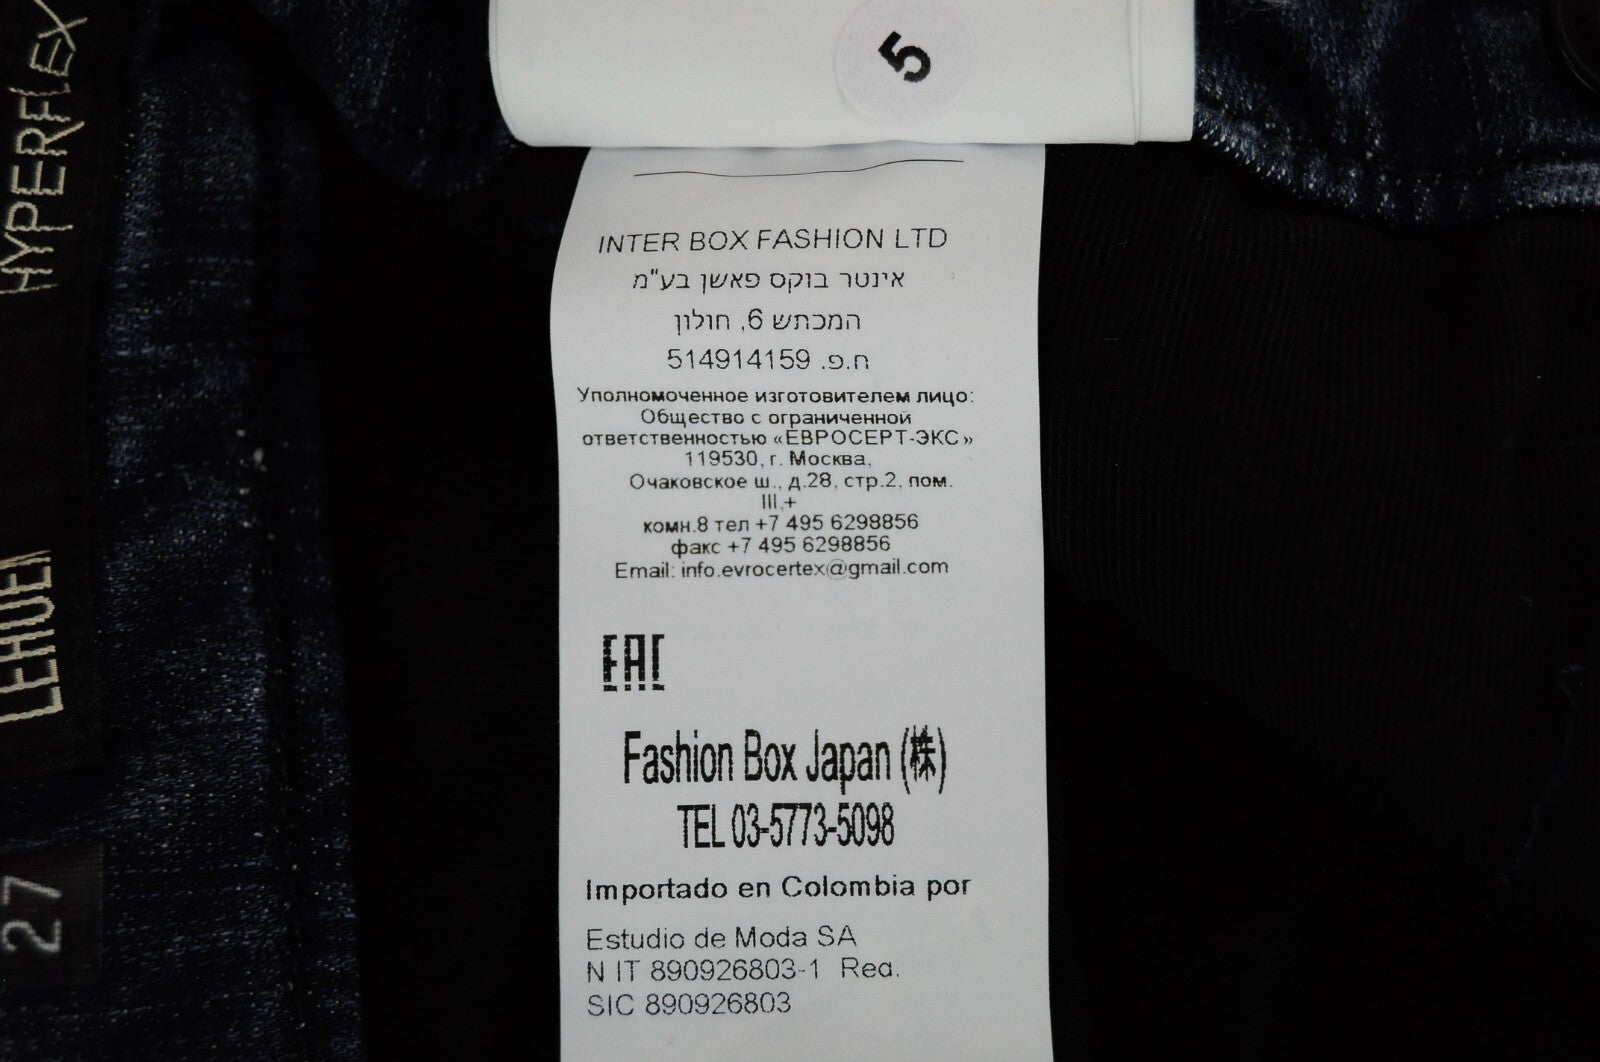 HYPERFLEX
LEHUEI
27
5
INTER BOX FASHION LTD
אינטר בוקס פאשן בע"מ
המכתש 6, חולון
ח.פ. 514914159
Уполномоченное изготовителем лицо:
Общество с ограниченной
ответственностью «ЕВРОСЕРТ-ЭКС»
119530, г. Москва,
Очаковское ш., д.28, стр.2, пом.
III,+
комн.8 тел +7 495 6298856
факс +7 495 6298856
Email: info.evrocertex@gmail.com
EAC
Fashion Box Japan (株)
TEL 03-5773-5098
Importado en Colombia por
Estudio de Moda SA
N IT 890926803-1 Reg.
SIC 890926803